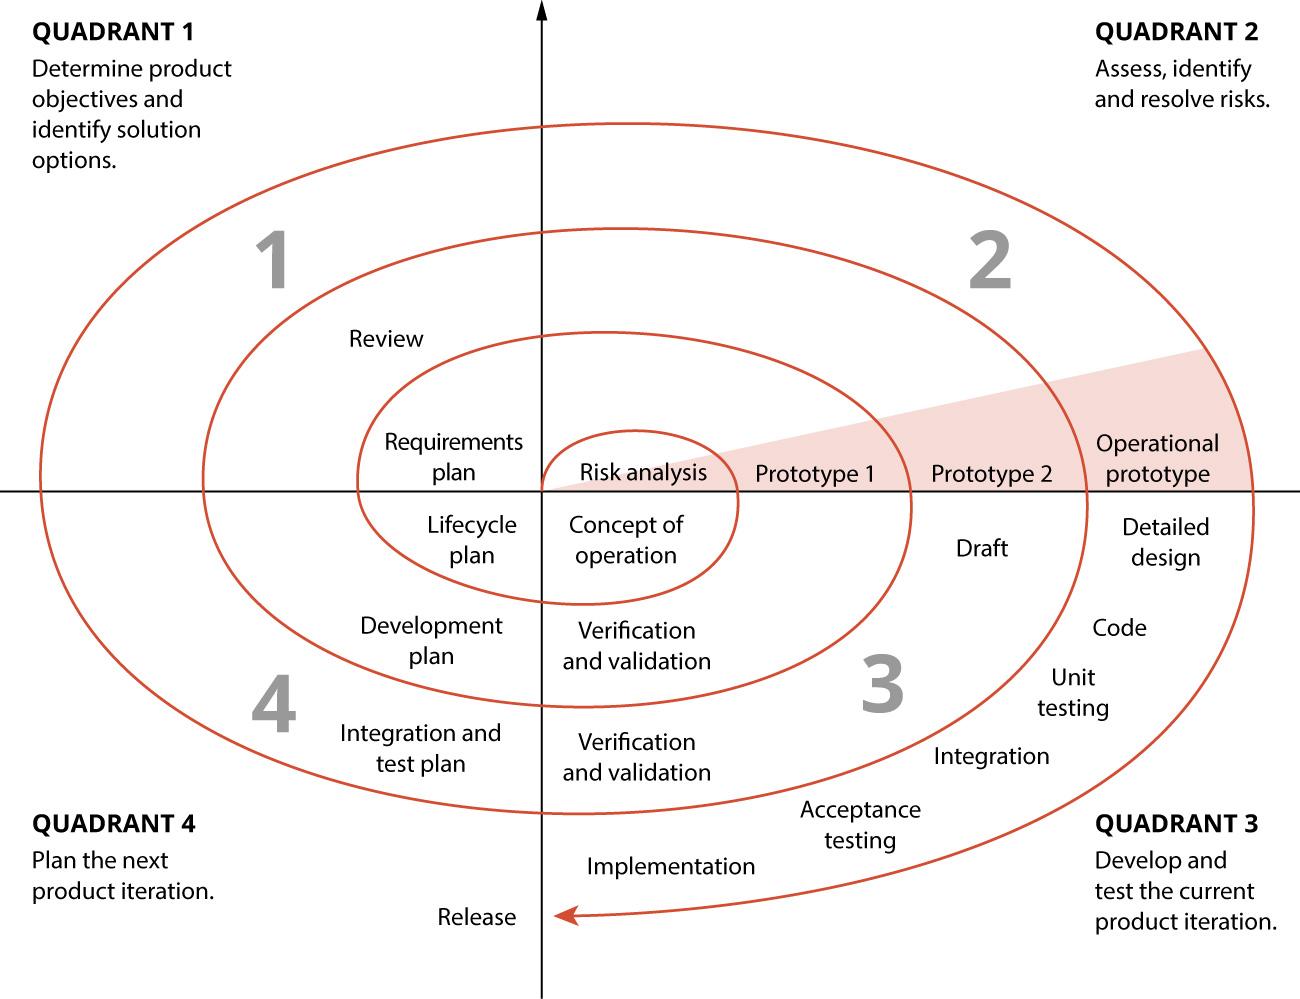 QUADRANT 1
Determine product
objectives and
identify solution
options.
QUADRANT 2
Assess, identify
and resolve risks.
1
2
Review
Requirements
plan
Risk analysis
Prototype 1
Prototype 2
Operational
prototype
Lifecycle
plan
Concept of
operation
Draft
Detailed
design
Development
plan
Verification
and validation
Code
4
3
Unit
testing
Integration and
test plan
Verification
and validation
Integration
Acceptance
testing
Implementation
Release
QUADRANT 4
Plan the next
product iteration.
QUADRANT 3
Develop and
test the current
product iteration.